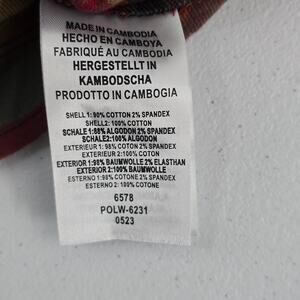 MADE IN CAMBODIA
HECHO EN CAMBOYA
FABRIQUÉ AU CAMBODIA
HERGESTELLT IN
KAMBODSCHA
PRODOTTO IN CAMBOGIA
SHELL 1: 90% COTTON 2% SPANDEX
SHELL2: 100% COTTON
SCHALE 1:88% ALGODON 2% SPANDEX
SCHALE2:100% ALGODON
EXTERIEUR 1: 98% COTON 2% SPANDEX
EXTERIEUR 2: 100% COTON
EXTERIOR 1:98% BAUMWOLLE 2% ELASTHAN
EXTERIOR 2:100% BAUMWOLLE
ESTERNO 1:98% COTONE 2% SPANDEX
ESTERNO 2: 100% COTONE
6578
POLW-6231
0523